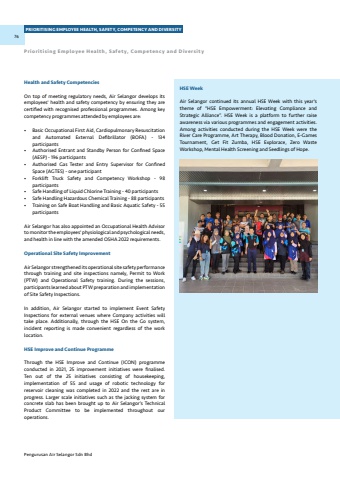 PRIORITISING EMPLOYEE HEALTH, SAFETY, COMPETENCY AND DIVERSITY
76
Prioritising Employee Health, Safety, Competency and Diversity
Health and Safety Competencies
On top of meeting regulatory needs, Air Selangor develops its
employees' health and safety competency by ensuring they are
certified with recognised professional programmes. Among key
competency programmes attended by employees are:
• Basic Occupational First Aid, Cardiopulmonary Resuscitation
and Automated External Defibrillator (BOFA) - 134
participants
• Authorised Entrant and Standby Person for Confined Space
(AESP) - 194 participants
• Authorised Gas Tester and Entry Supervisor for Confined
Space (AGTES) - one participant
• Forklift Truck Safety and Competency Workshop - 98
participants
• Safe Handling of Liquid Chlorine Training - 40 participants
• Safe Handling Hazardous Chemical Training - 88 participants
• Training on Safe Boat Handling and Basic Aquatic Safety - 55
participants
Air Selangor has also appointed an Occupational Health Advisor
to monitor the employees' physiological and psychological needs,
and health in line with the amended OSHA 2022 requirements.
Operational Site Safety Improvement
Air Selangor strengthened its operational site safety performance
through training and site inspections namely, Permit to Work
(PTW) and Operational Safety training. During the sessions,
participants learned about PTW preparation and implementation
of Site Safety Inspections.
In addition, Air Selangor started to implement Event Safety
Inspections for external venues where Company activities will
take place. Additionally, through the HSE On the Go system,
incident reporting is made convenient regardless of the work
location.
HSE Improve and Continue Programme
Through the HSE Improve and Continue (ICON) programme
conducted in 2021, 25 improvement initiatives were finalised.
Ten out of the 25 initiatives consisting of housekeeping,
implementation of 5S and usage of robotic technology for
reservoir cleaning was completed in 2022 and the rest are in
progress. Larger scale initiatives such as the jacking system for
concrete slab has been brought up to Air Selangor's Technical
Product Committee to be implemented throughout our
operations.
HSE Week
Air Selangor continued its annual HSE Week with this year's
theme of "HSE Empowerment: Elevating Compliance and
Strategic Alliance". HSE Week is a platform to further raise
awareness via various programmes and engagement activities.
Among activities conducted during the HSE Week were the
River Care Programme, Art Therapy, Blood Donation, E-Games
Tournament, Get Fit Zumba, HSE Explorace, Zero Waste
Workshop, Mental Health Screening and Seedlings of Hope.
Pengurusan Air Selangor Sdn Bhd